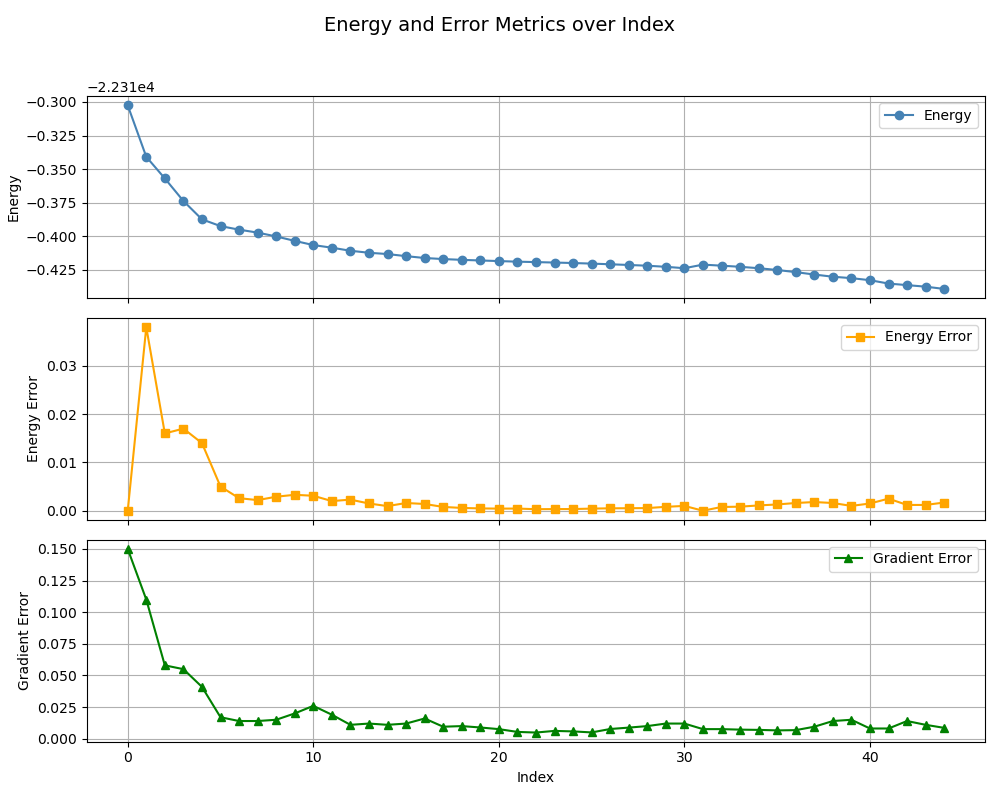 Energy and Error Metrics over Index
−2.231e4
−0.300
−0.325
−0.350
−0.375
−0.400
−0.425
Energy
Energy
0.03
0.02
0.01
0.00
Energy Error
Energy Error
0.150
0.125
0.100
0.075
0.050
0.025
0.000
Gradient Error
Gradient Error
0 10 20 30 40
Index